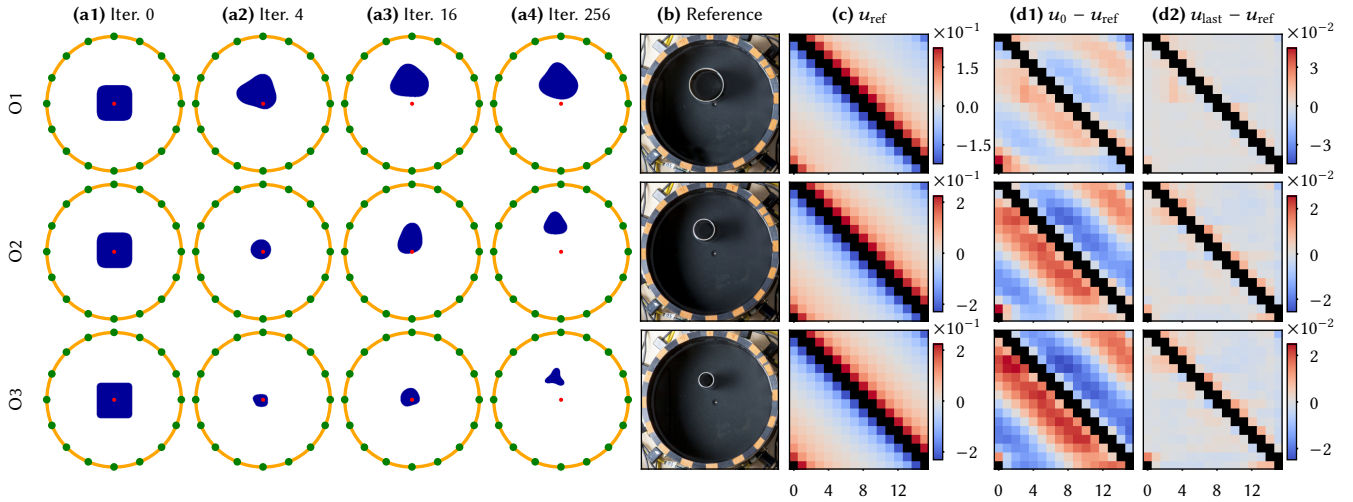 (a1) Iter. 0 (a2) Iter. 4 (a3) Iter. 16 (a4) Iter. 256 (b) Reference (c) u_ref (d1) u_0 − u_ref (d2) u_last − u_ref
×10⁻¹ ×10⁻²
O1 1.5 3
0.0 0
−1.5 −3
×10⁻¹ ×10⁻²
O2 2 2
0 0
−2 −2
×10⁻¹ ×10⁻²
O3 2 2
0 0
−2 −2
0 4 8 12 0 4 8 12 0 4 8 12